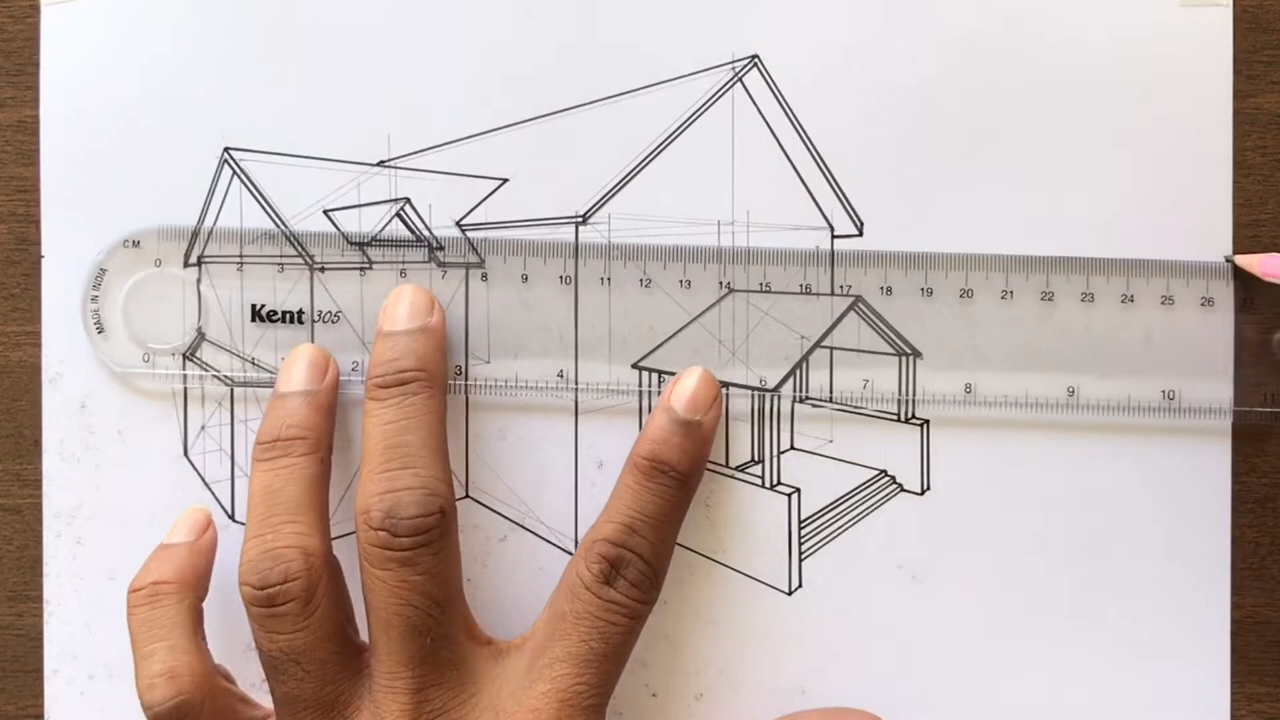 C.M.
0 2 3 4 5 6 7 8 9 10 11 12 13 14 15 16 17 18 19 20 21 22 23 24 25 26 27
MADE IN INDIA
Kent 305
0 1 2 3 4 5 6 7 8 9 10 11